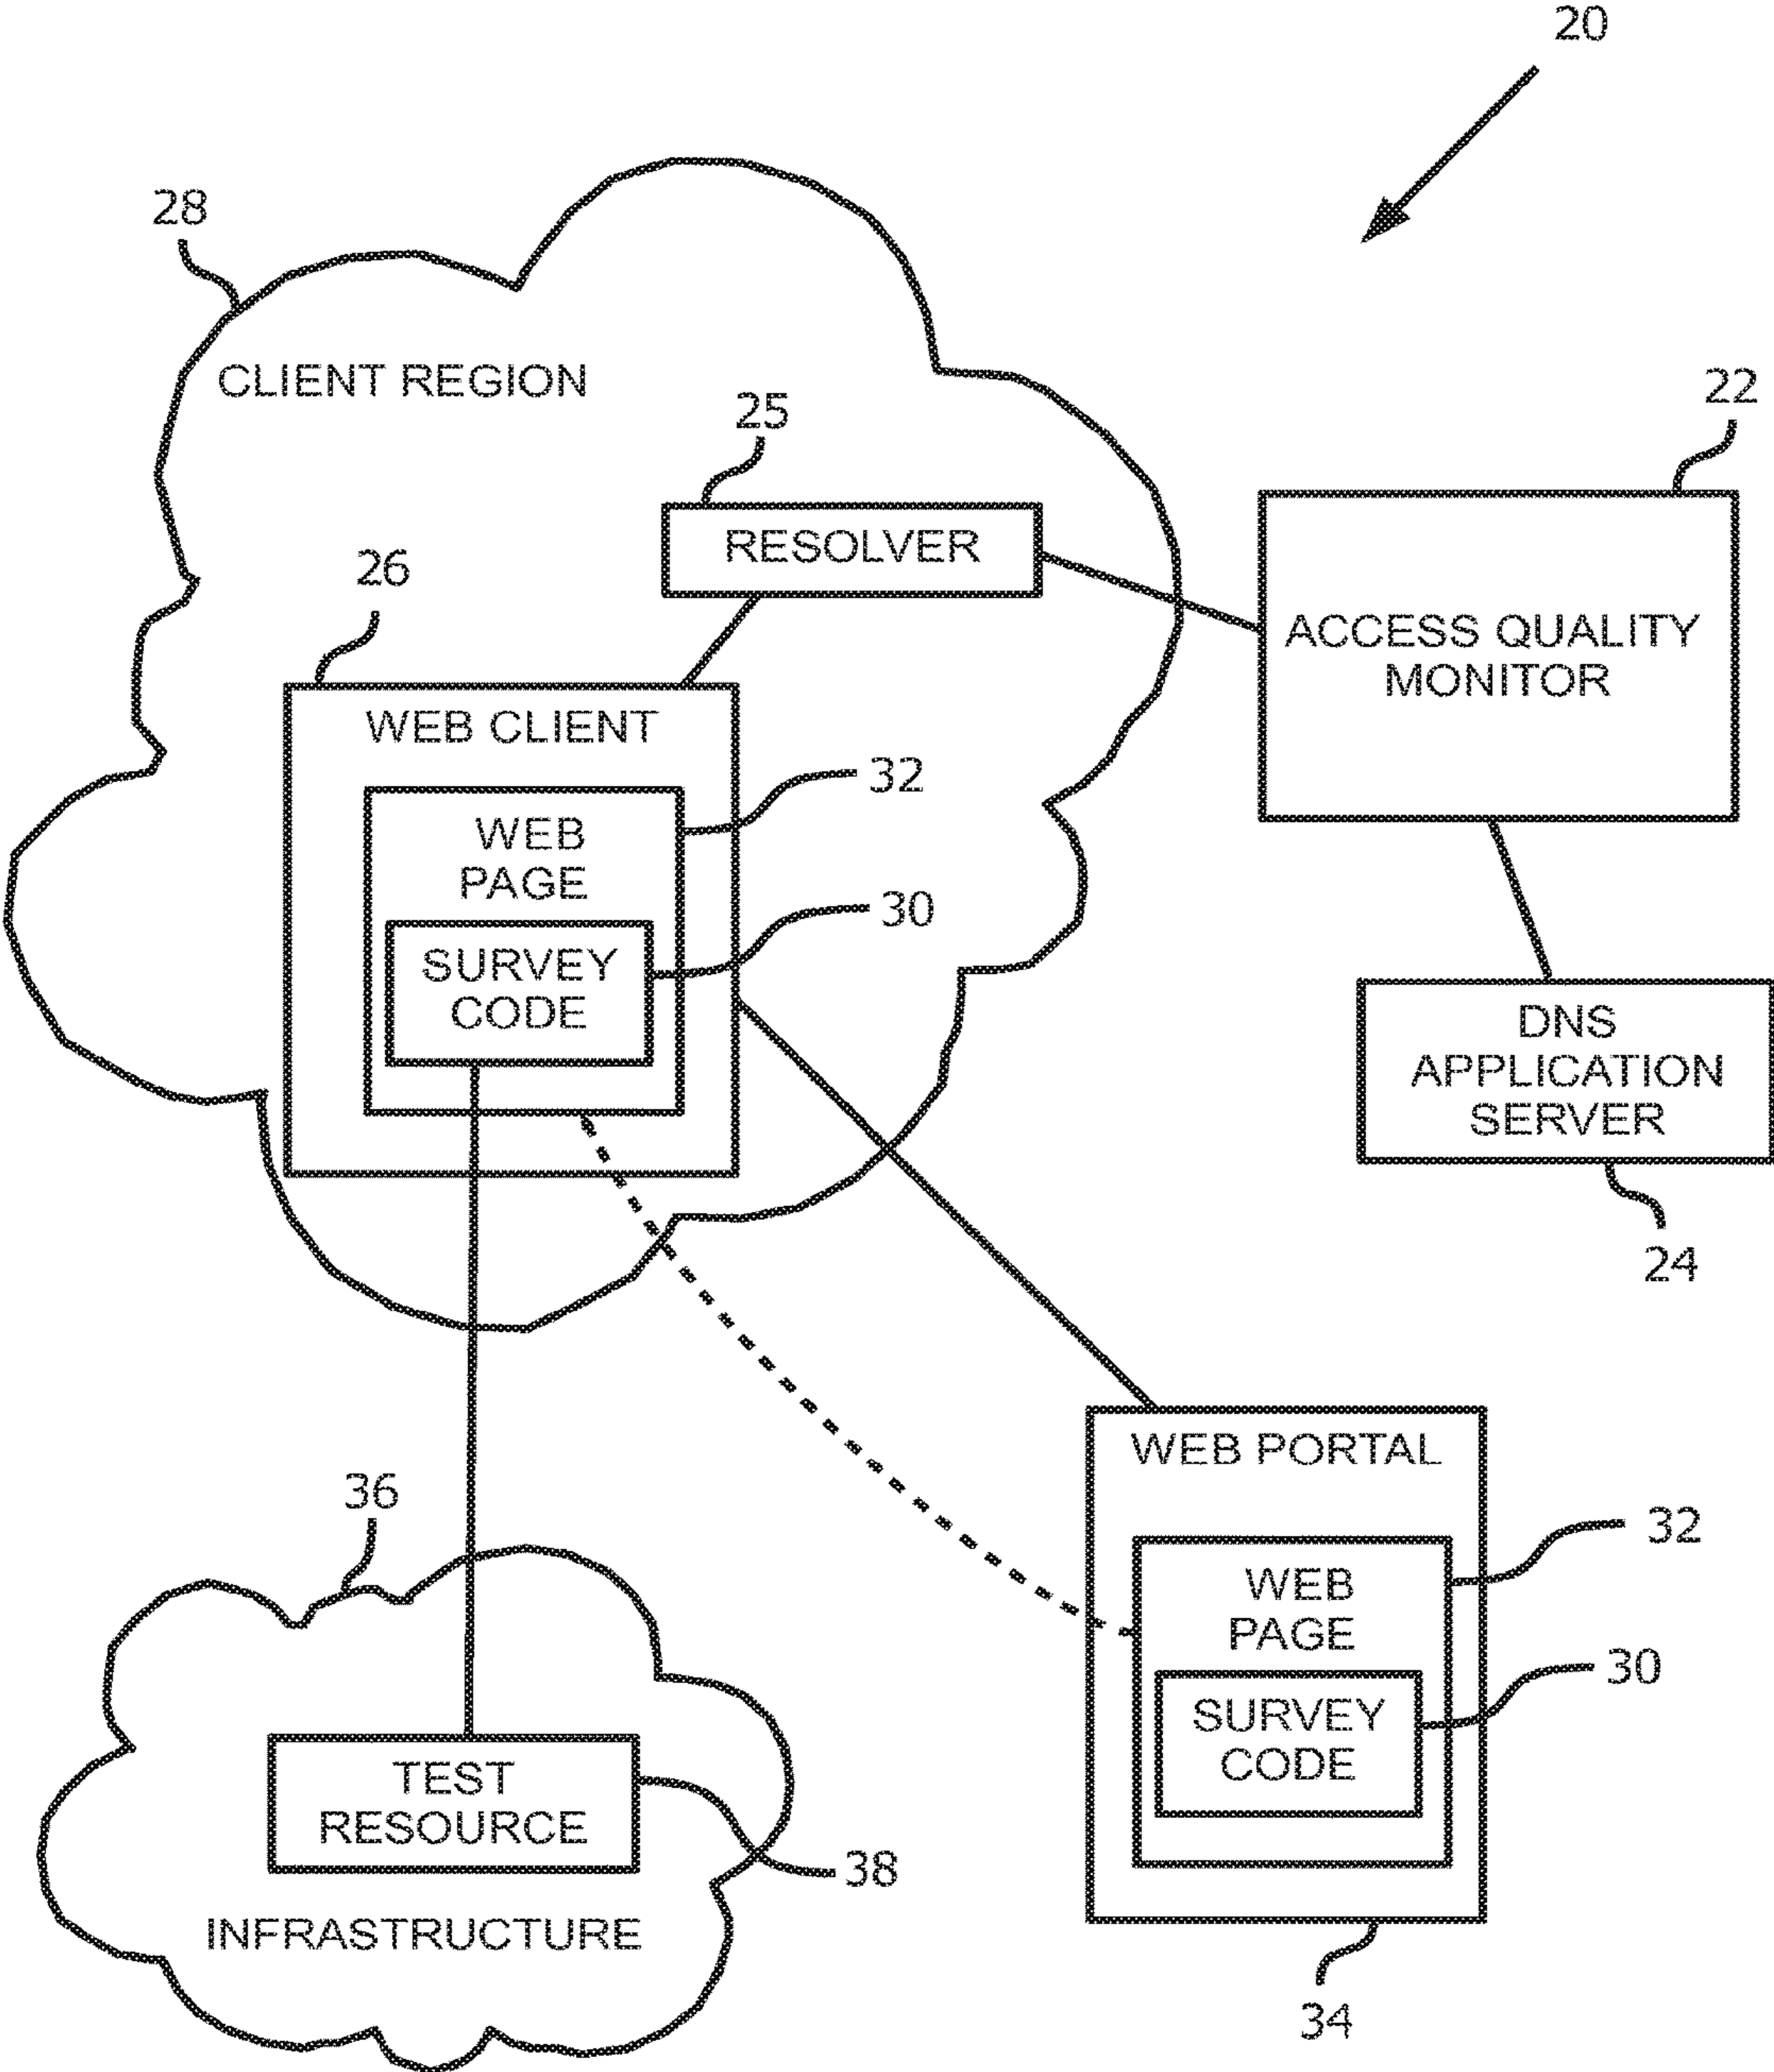 20
28
CLIENT REGION
25
22
RESOLVER
26
ACCESS QUALITY
MONITOR
WEB CLIENT
32
WEB
PAGE
30
SURVEY
CODE
DNS
APPLICATION
SERVER
24
WEB PORTAL
36
32
WEB
PAGE
30
SURVEY
CODE
TEST
RESOURCE
38
INFRASTRUCTURE
34